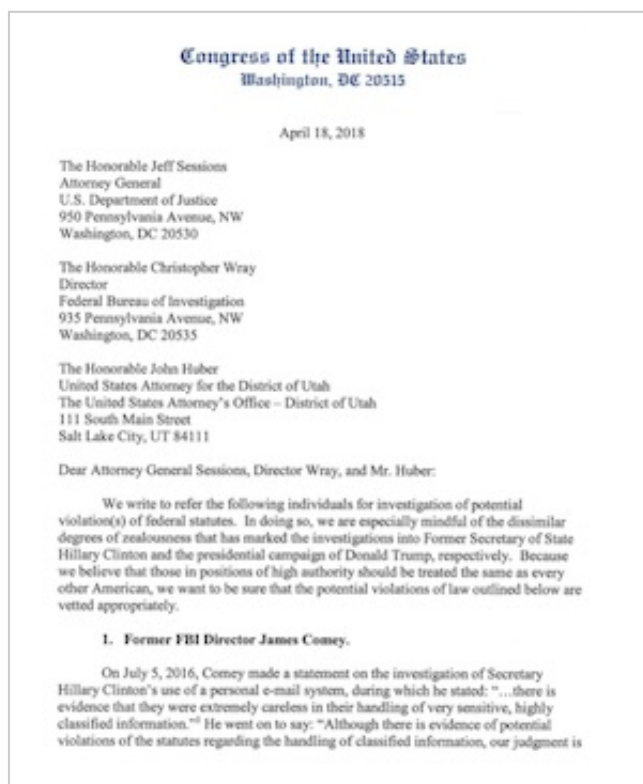 Congress of the United States
Washington, DC 20515
April 18, 2018
The Honorable Jeff Sessions
Attorney General
U.S. Department of Justice
950 Pennsylvania Avenue, NW
Washington, DC 20530
The Honorable Christopher Wray
Director
Federal Bureau of Investigation
935 Pennsylvania Avenue, NW
Washington, DC 20535
The Honorable John Huber
United States Attorney for the District of Utah
The United States Attorney's Office – District of Utah
111 South Main Street
Salt Lake City, UT 84111
Dear Attorney General Sessions, Director Wray, and Mr. Huber:
We write to refer the following individuals for investigation of potential
violation(s) of federal statutes. In doing so, we are especially mindful of the dissimilar
degrees of zealousness that has marked the investigations into Former Secretary of State
Hillary Clinton and the presidential campaign of Donald Trump, respectively. Because
we believe that those in positions of high authority should be treated the same as every
other American, we want to be sure that the potential violations of law outlined below are
vetted appropriately.
1. Former FBI Director James Comey.
On July 5, 2016, Comey made a statement on the investigation of Secretary
Hillary Clinton's use of a personal e-mail system, during which he stated: "…there is
evidence that they were extremely careless in their handling of very sensitive, highly
classified information." He went on to say: "Although there is evidence of potential
violations of the statutes regarding the handling of classified information, our judgment is